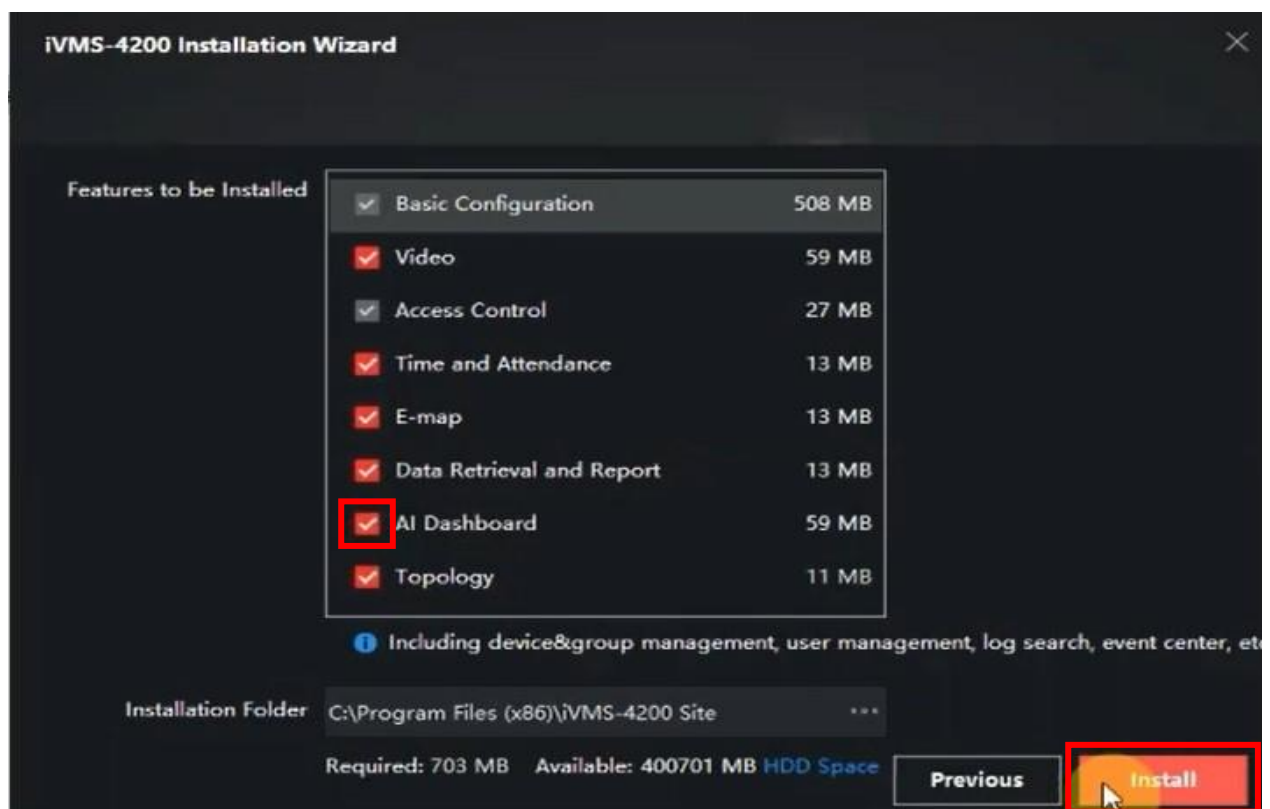 iVMS-4200 Installation Wizard
Features to be Installed
Basic Configuration 508 MB
Video 59 MB
Access Control 27 MB
Time and Attendance 13 MB
E-map 13 MB
Data Retrieval and Report 13 MB
AI Dashboard 59 MB
Topology 11 MB
Including device&group management, user management, log search, event center, etc
Installation Folder C:\Program Files (x86)\iVMS-4200 Site ...
Required: 703 MB Available: 400701 MB HDD Space
Previous Install